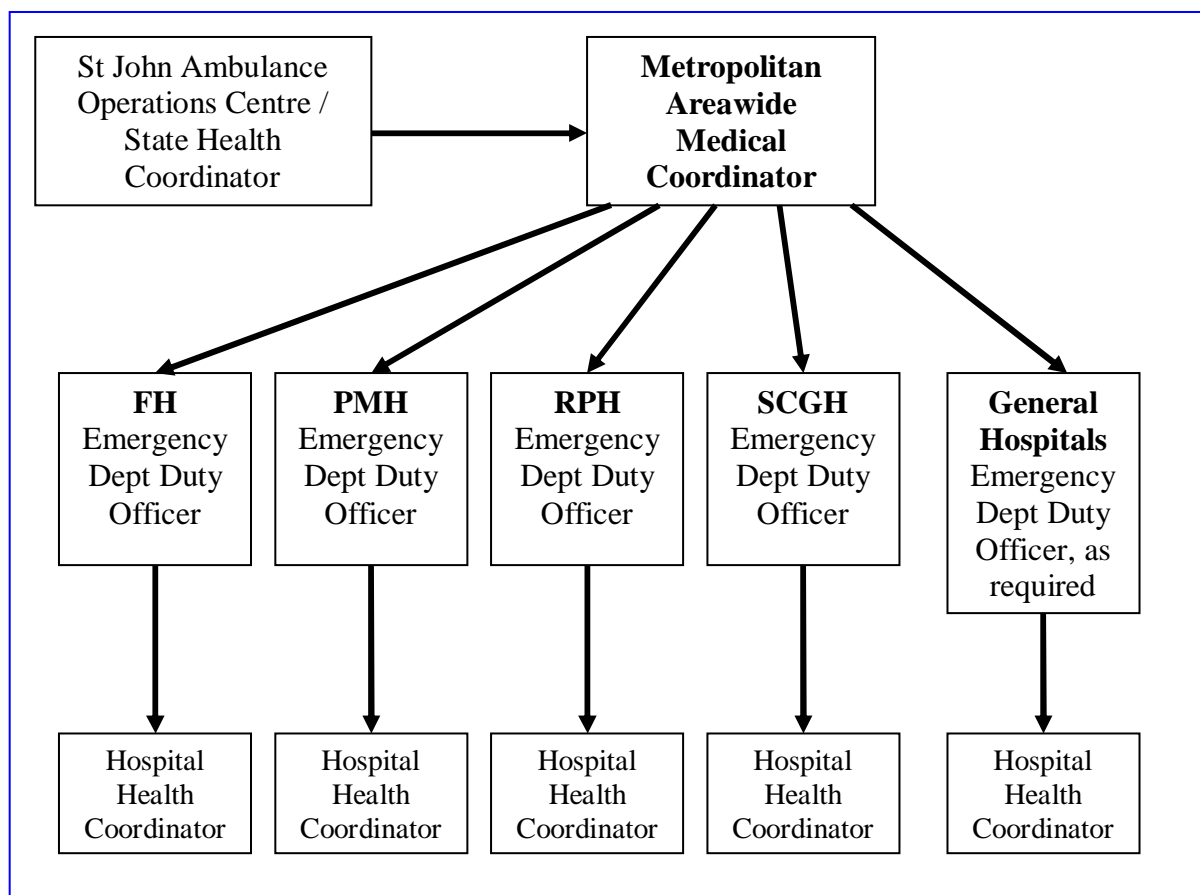 St John Ambulance
Operations Centre /
State Health
Coordinator
Metropolitan
Areawide
Medical
Coordinator
FH
Emergency
Dept Duty
Officer
PMH
Emergency
Dept Duty
Officer
RPH
Emergency
Dept Duty
Officer
SCGH
Emergency
Dept Duty
Officer
General
Hospitals
Emergency
Dept Duty
Officer, as
required
Hospital
Health
Coordinator
Hospital
Health
Coordinator
Hospital
Health
Coordinator
Hospital
Health
Coordinator
Hospital
Health
Coordinator